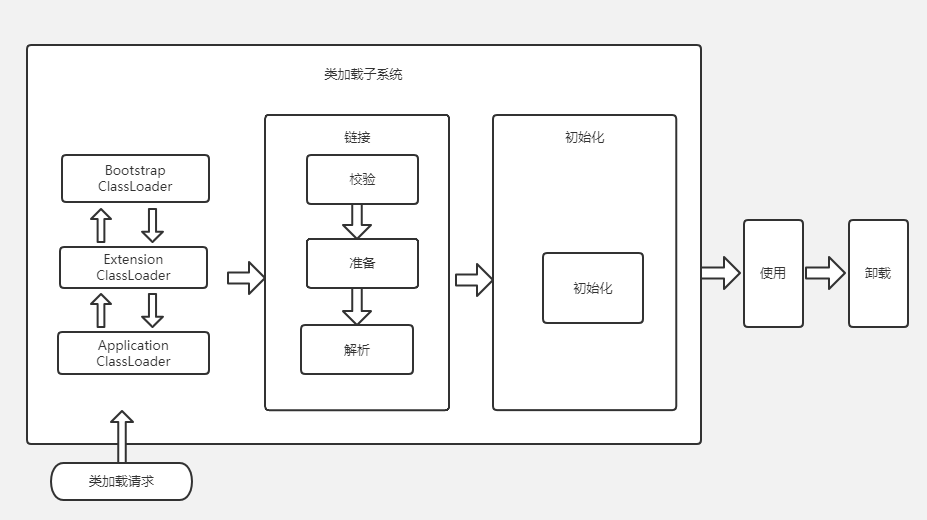 类加载子系统
Bootstrap
ClassLoader
Extension
ClassLoader
Application
ClassLoader
链接
校验
准备
解析
初始化
初始化
使用
卸载
类加载请求